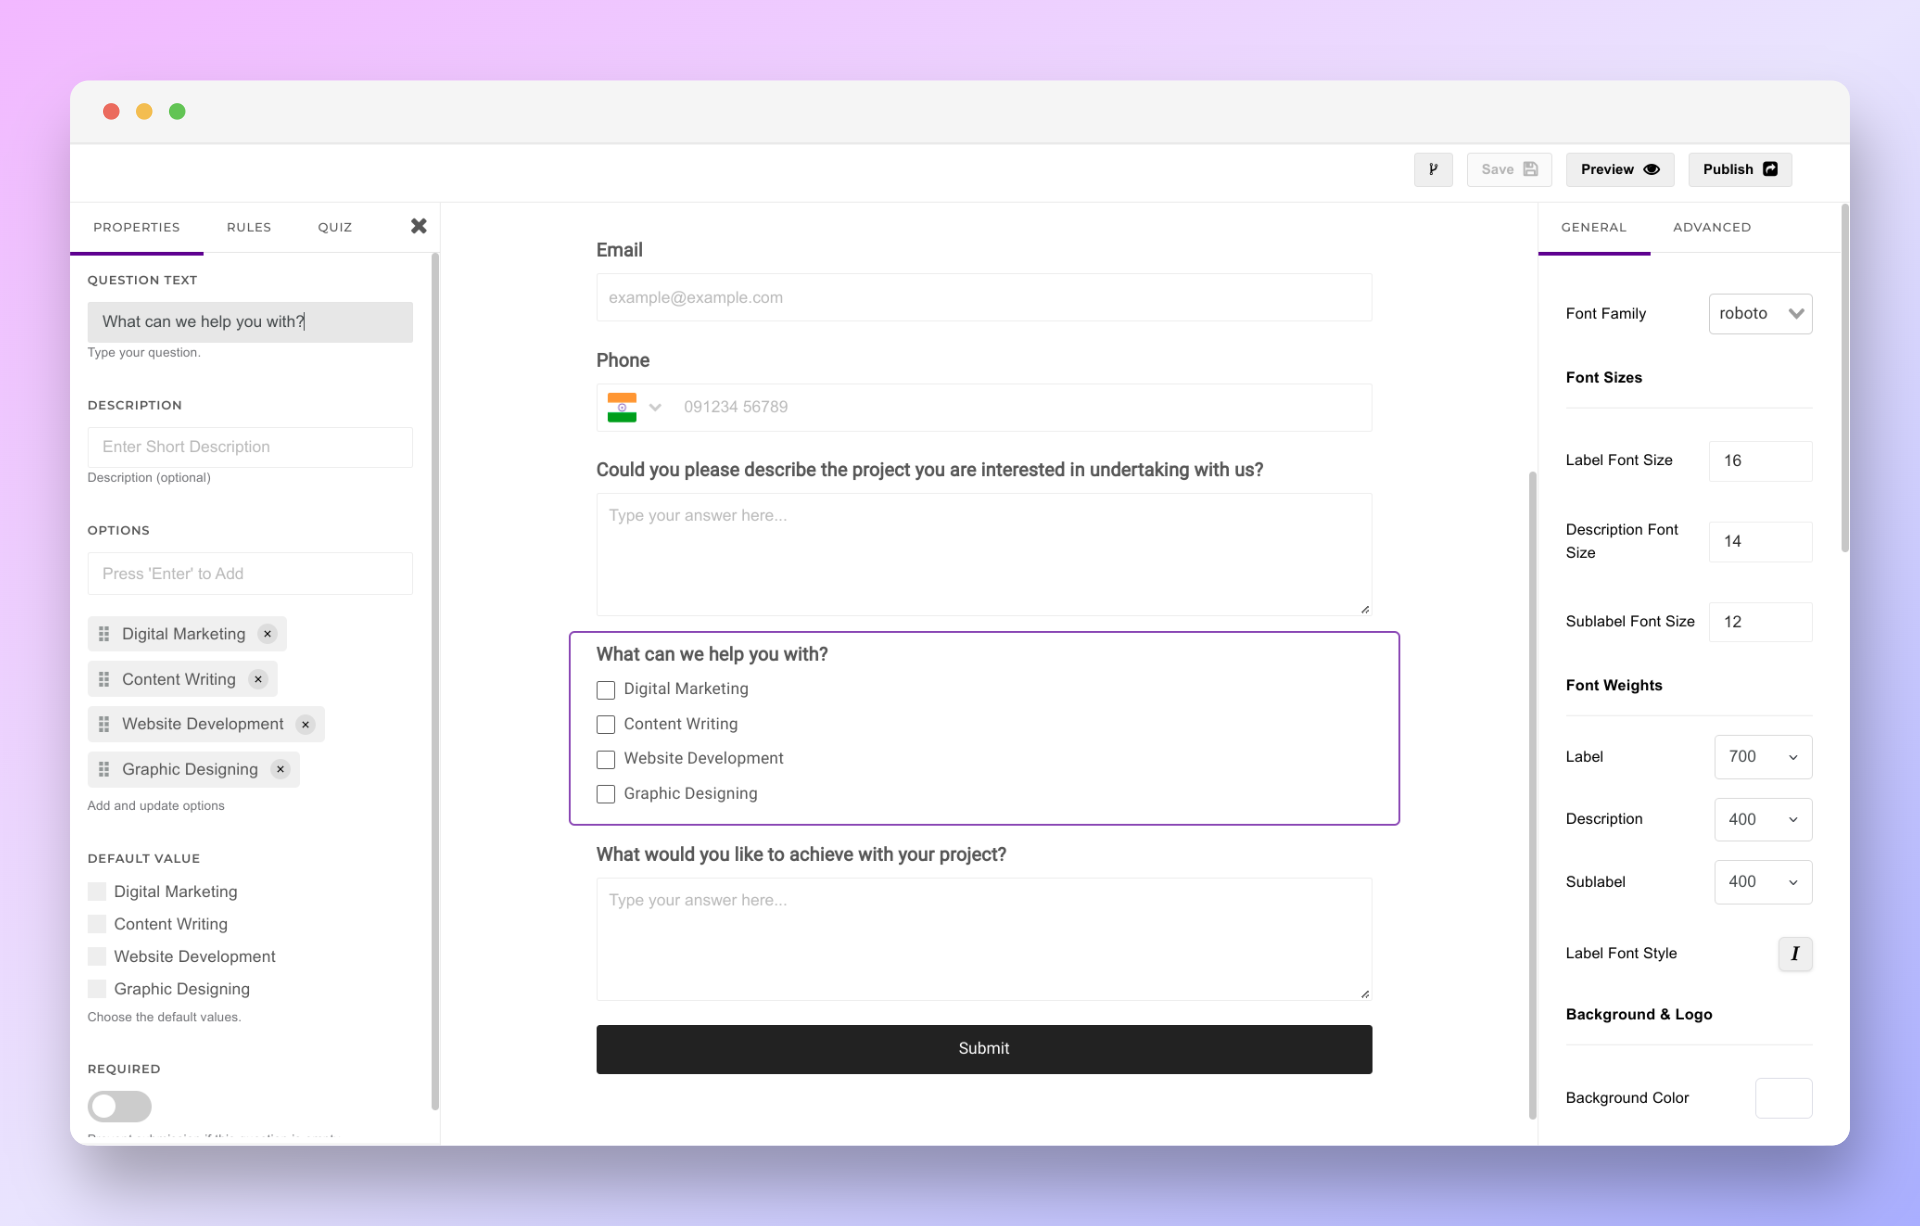 Save
Preview
Publish
PROPERTIES
RULES
QUIZ
QUESTION TEXT
What can we help you with?
Type your question.
DESCRIPTION
Enter Short Description
Description (optional)
OPTIONS
Press 'Enter' to Add
Digital Marketing
Content Writing
Website Development
Graphic Designing
Add and update options
DEFAULT VALUE
Digital Marketing
Content Writing
Website Development
Graphic Designing
Choose the default values.
REQUIRED
Email
example@example.com
Phone
091234 56789
Could you please describe the project you are interested in undertaking with us?
Type your answer here...
What can we help you with?
Digital Marketing
Content Writing
Website Development
Graphic Designing
What would you like to achieve with your project?
Type your answer here...
Submit
GENERAL
ADVANCED
Font Family
roboto
Font Sizes
Label Font Size
16
Description Font
Size
14
Sublabel Font Size
12
Font Weights
Label
700
Description
400
Sublabel
400
Label Font Style
I
Background & Logo
Background Color